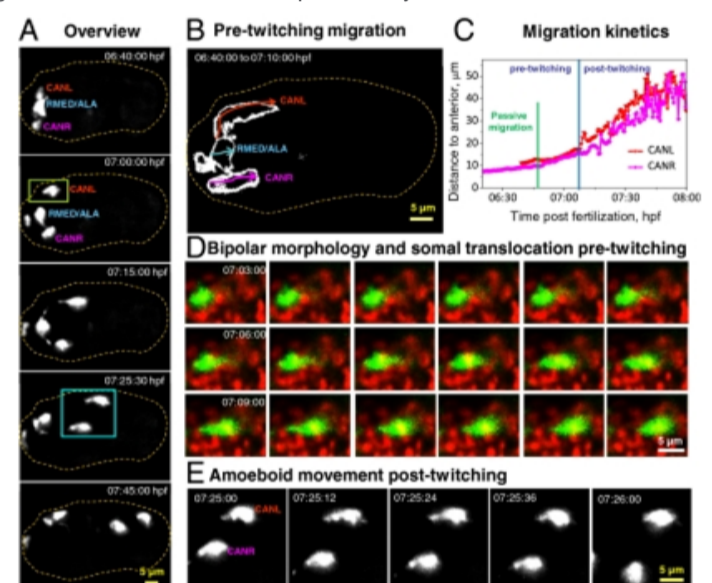 A Overview
06:40:00 hpf
CANL
RMED/ALA
CANR
07:00:00 hpf
CANL
RMED/ALA
CANR
07:15:00 hpf
07:25:30 hpf
07:45:00 hpf
5 µm
B Pre-twitching migration
06:40:00 to 07:10:00 hpf
CANL
RMED/ALA
CANR
5 µm
C Migration kinetics
pre-twitching post-twitching
Passive
migration
CANL
CANR
Distance to anterior, µm
50
40
30
20
10
0
06:30 07:00 07:30 08:00
Time post fertilization, hpf
D Bipolar morphology and somal translocation pre-twitching
07:03:00
07:06:00
07:09:00
5 µm
E Amoeboid movement post-twitching
07:25:00 07:25:12 07:25:24 07:25:36 07:26:00
CANL
CANR
5 µm